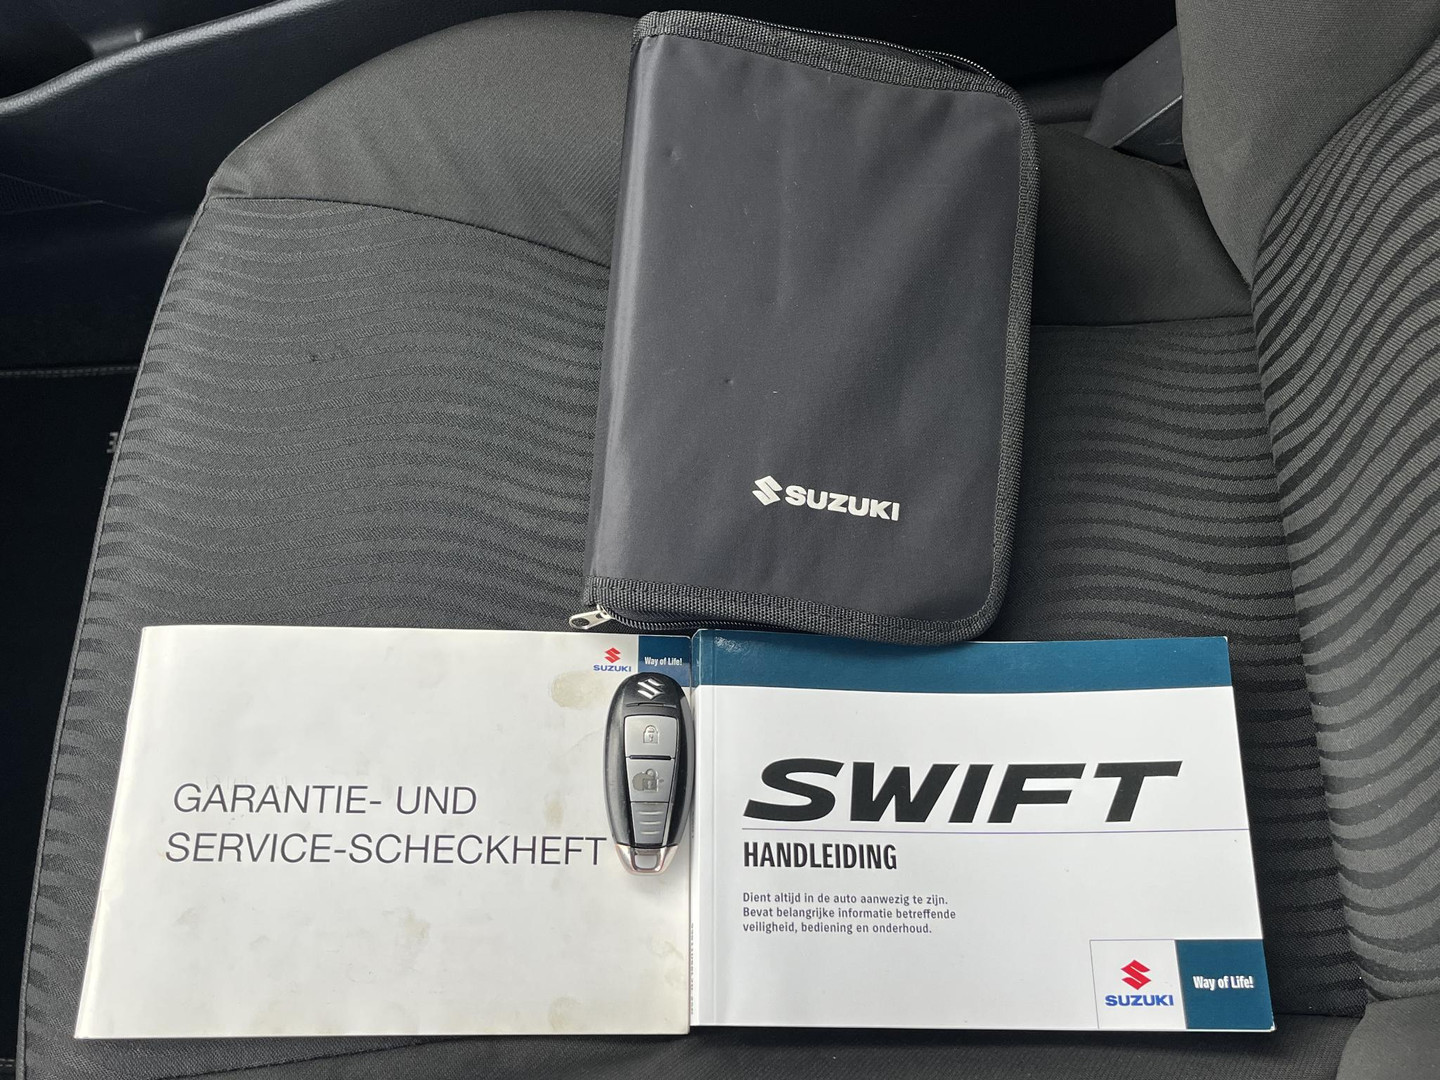 SUZUKI
SUZUKI
Way of Life!
GARANTIE- UND
SERVICE-SCHECKHEFT
SWIFT
HANDLEIDING
Dient altijd in de auto aanwezig te zijn.
Bevat belangrijke informatie betreffende
veiligheid, bediening en onderhoud.
SUZUKI
Way of Life!